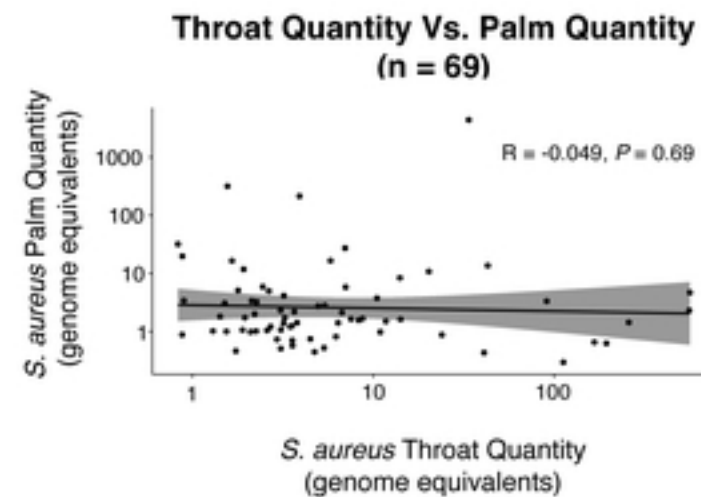 Throat Quantity Vs. Palm Quantity
(n = 69)
S. aureus Palm Quantity
(genome equivalents)
1000
100
10
1
R = -0.049, P = 0.69
1
10
100
S. aureus Throat Quantity
(genome equivalents)